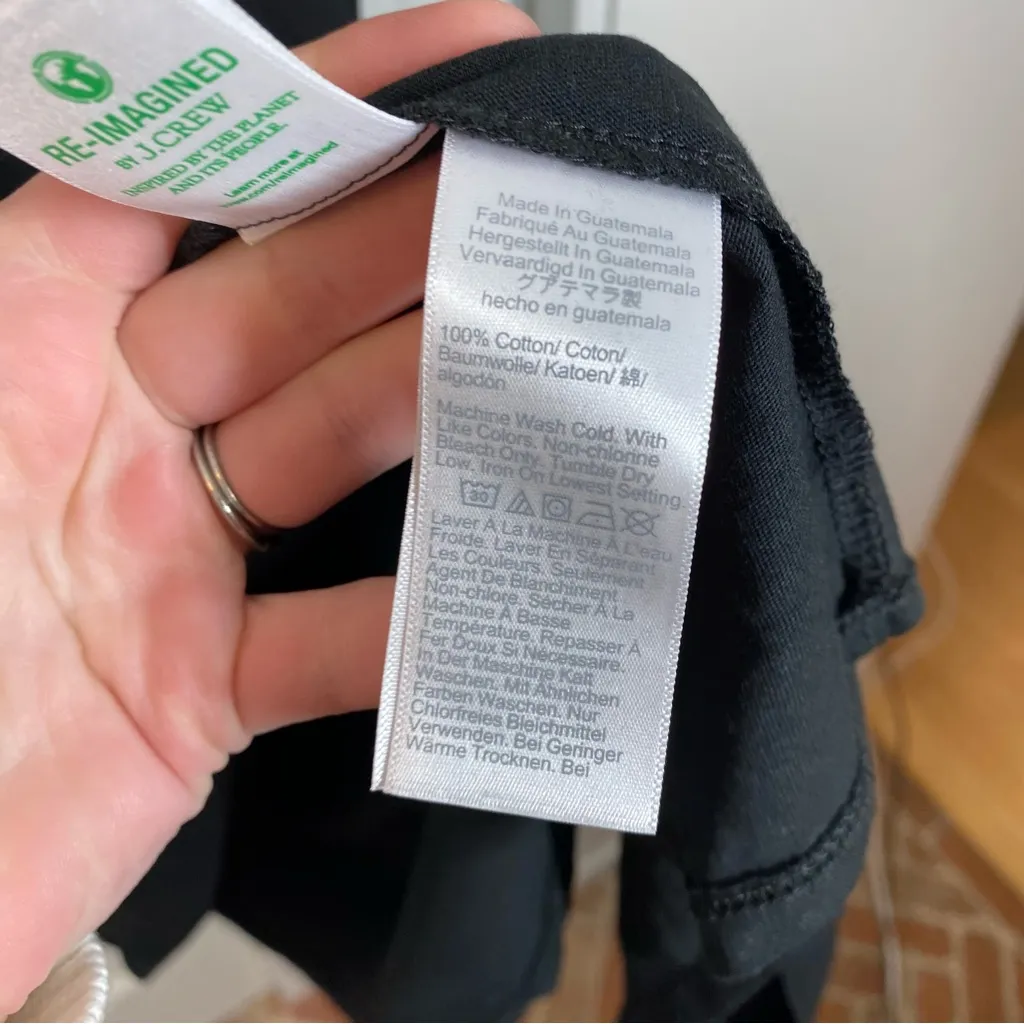 RE-IMAGINED
BY J.CREW
INSPIRED BY THE PLANET
AND ITS PEOPLE.
Learn more at
.com/reimagined
Made In Guatemala
Fabriqué Au Guatemala
Hergestellt In Guatemala
Vervaardigd In Guatemala
グアテマラ製
hecho en guatemala
100% Cotton/ Coton/
Baumwolle/ Katoen/ 綿/
algodón
Machine Wash Cold. With
Like Colors. Non-chlorine
Bleach Only. Tumble Dry
Low. Iron On Lowest Setting.
30
Laver À La Machine À L'eau
Froide. Laver En Séparant
Les Couleurs. Seulement
Agent De Blanchiment
Non-chlore. Sécher À La
Machine À Basse
Température. Repasser À
Fer Doux Si Nécessaire.
In Der Maschine Kalt
Waschen. Mit Ähnlichen
Farben Waschen. Nur
Chlorfreies Bleichmittel
Verwenden. Bei Geringer
Wärme Trocknen. Bei